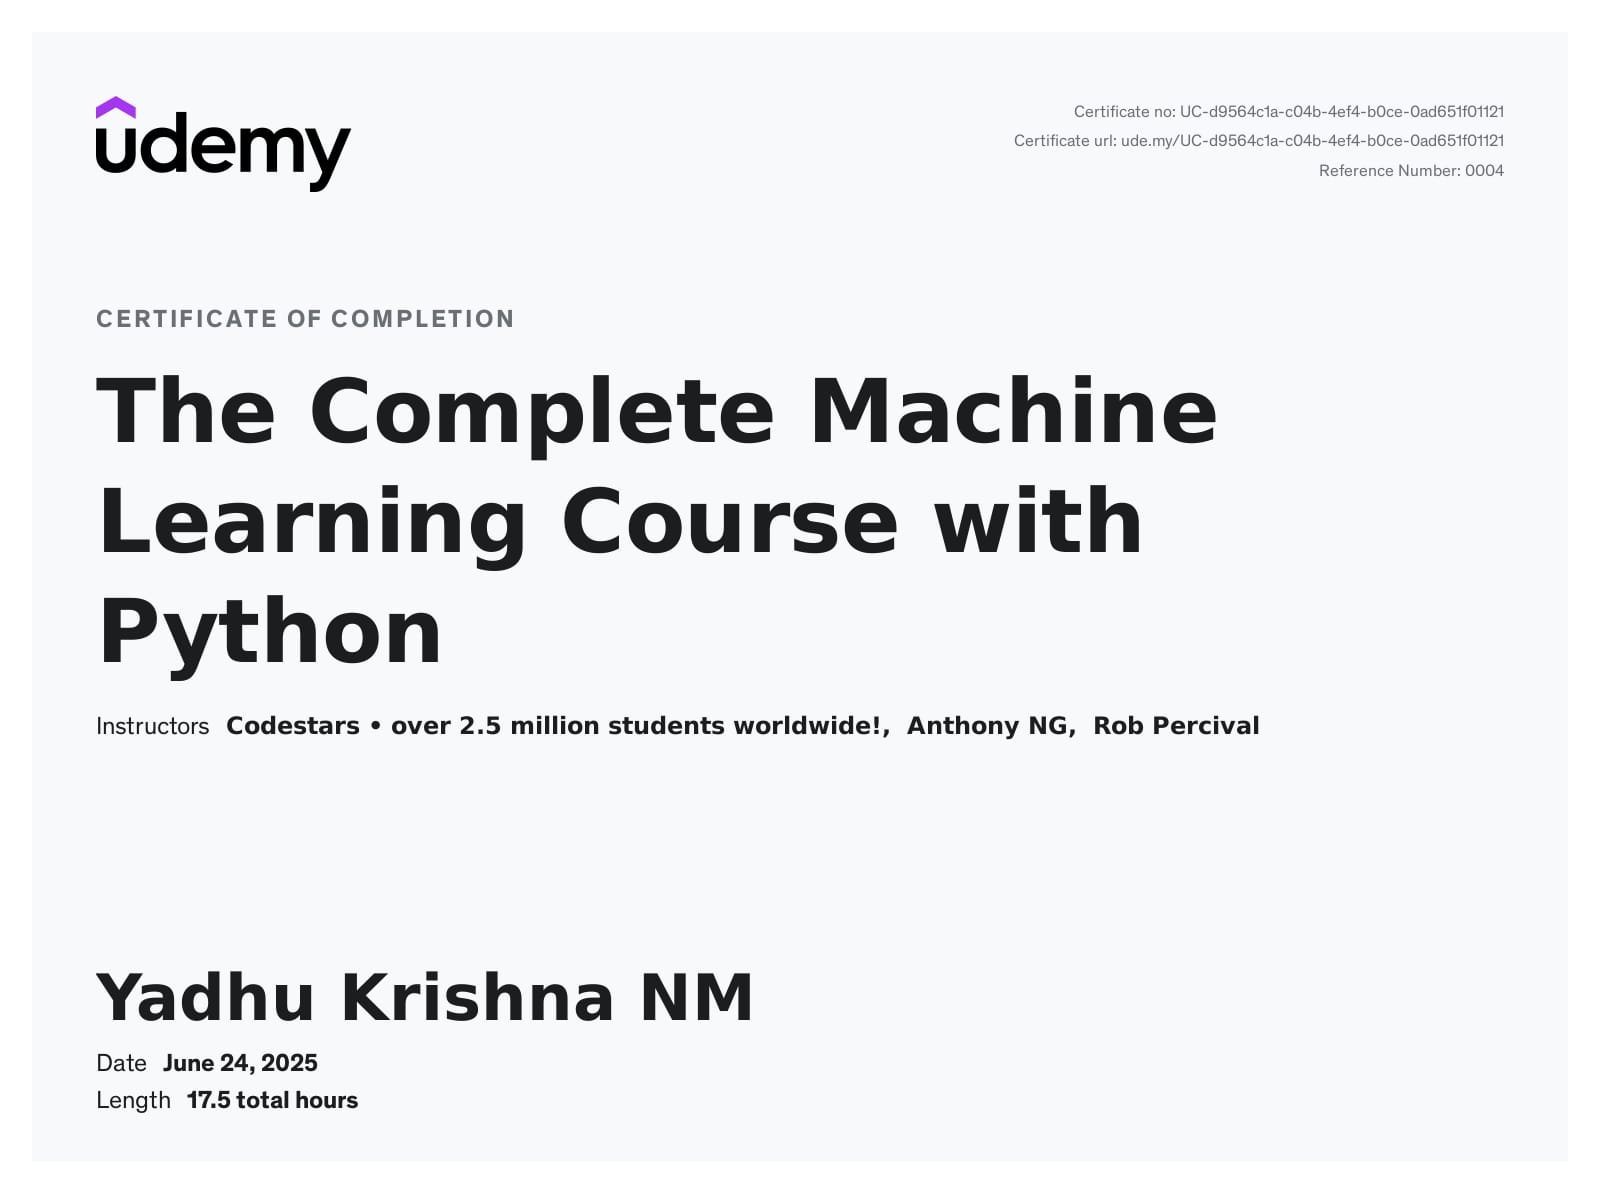 udemy
Certificate no: UC-d9564c1a-c04b-4ef4-b0ce-0ad651f01121
Certificate url: ude.my/UC-d9564c1a-c04b-4ef4-b0ce-0ad651f01121
Reference Number: 0004
CERTIFICATE OF COMPLETION
The Complete Machine
Learning Course with
Python
Instructors Codestars • over 2.5 million students worldwide!, Anthony NG, Rob Percival
Yadhu Krishna NM
Date June 24, 2025
Length 17.5 total hours